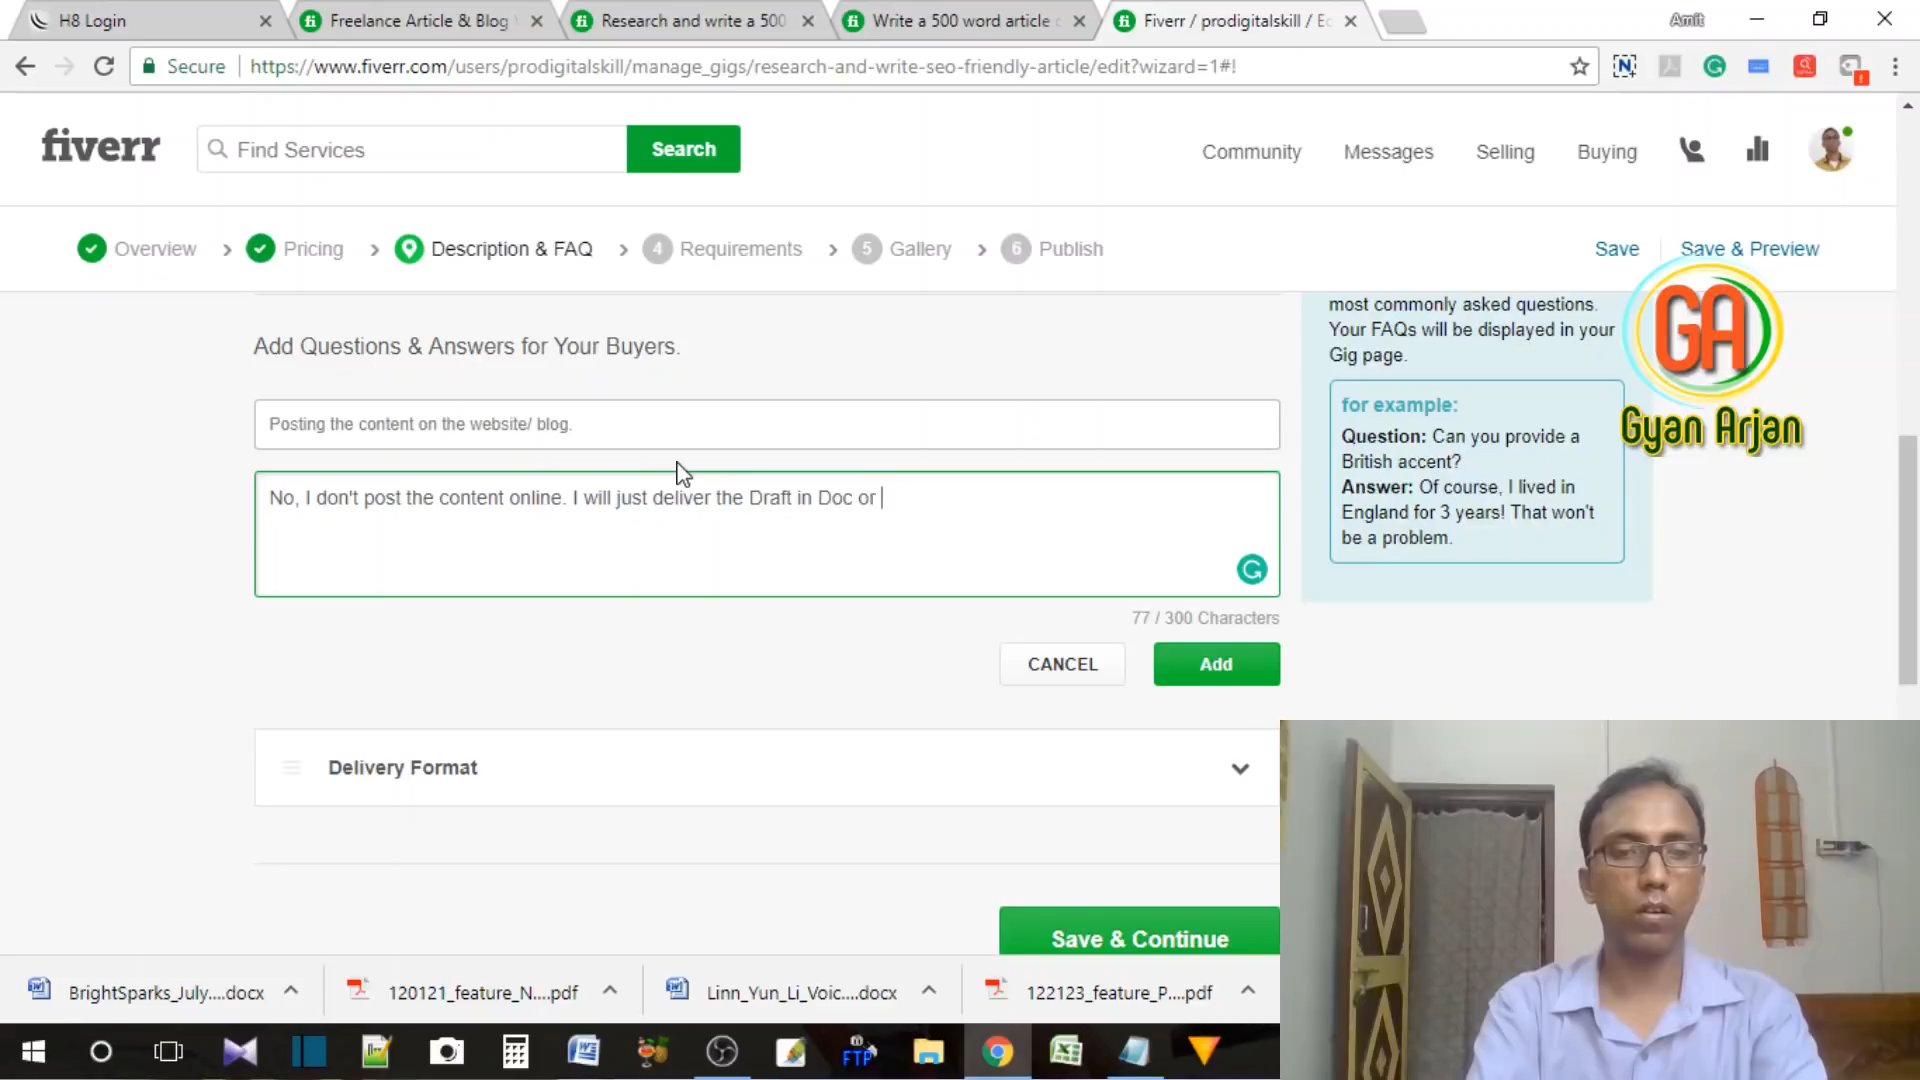 H8 Login
Freelance Article & Blog
Research and write a 500
Write a 500 word article
Fiverr / prodigitalskill / Ec
Amit
Secure
https://www.fiverr.com/users/prodigitalskill/manage_gigs/research-and-write-seo-friendly-article/edit?wizard=1#!
fiverr
Find Services
Search
Community
Messages
Selling
Buying
Overview
Pricing
Description & FAQ
4 Requirements
5 Gallery
6 Publish
Save
Save & Preview
most commonly asked questions.
Your FAQs will be displayed in your
Gig page.
GA
Gyan Arjan
for example:
Question: Can you provide a
British accent?
Answer: Of course, I lived in
England for 3 years! That won't
be a problem.
Add Questions & Answers for Your Buyers.
Posting the content on the website/ blog.
No, I don't post the content online. I will just deliver the Draft in Doc or
77 / 300 Characters
CANCEL
Add
Delivery Format
Save & Continue
BrightSparks_July....docx
120121_feature_N....pdf
Linn_Yun_Li_Voic....docx
122123_feature_P....pdf
FTP